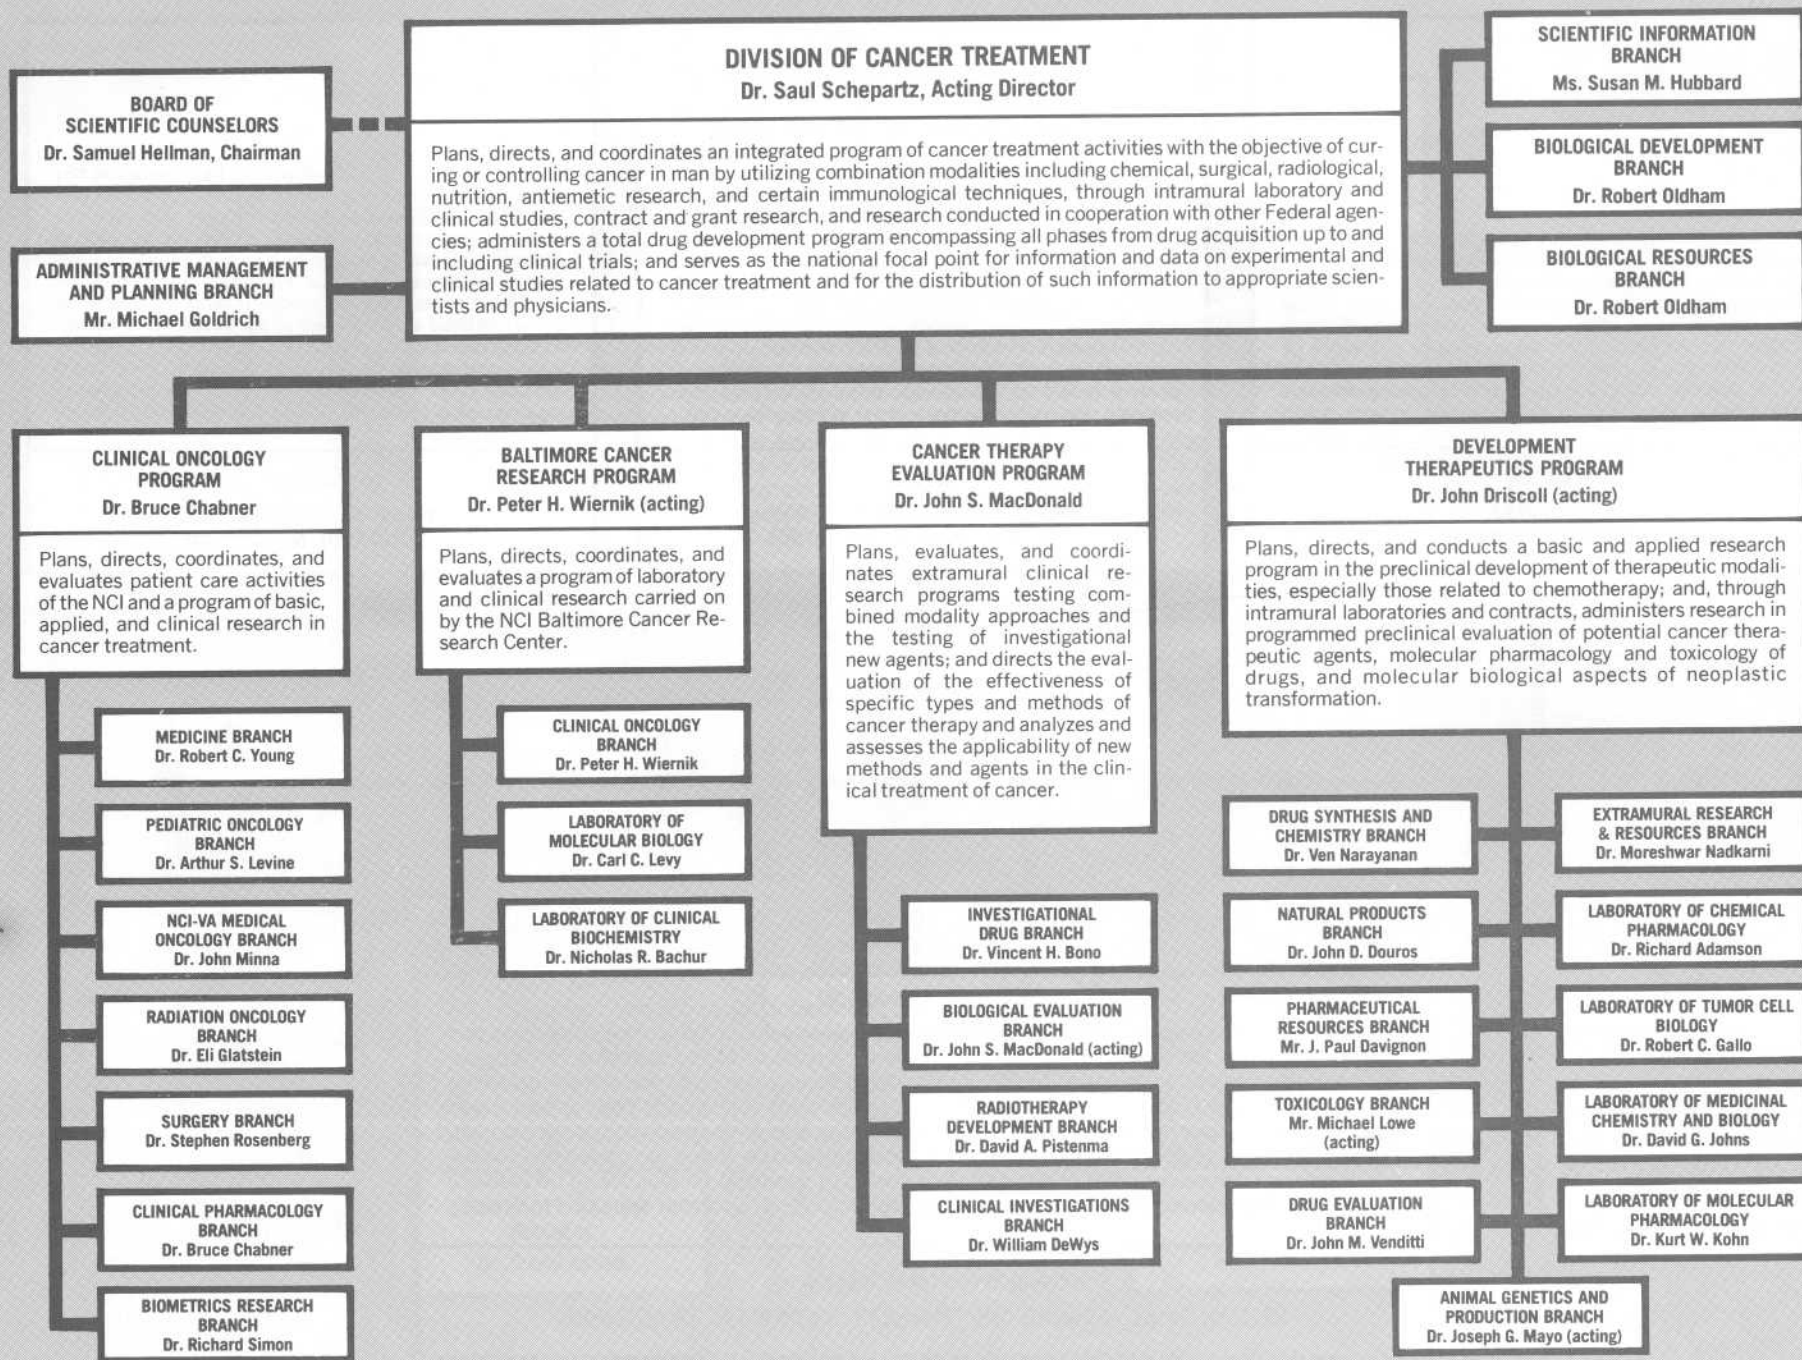 DIVISION OF CANCER TREATMENT
Dr. Saul Schepartz, Acting Director
Plans, directs, and coordinates an integrated program of cancer treatment activities with the objective of cur-
ing or controlling cancer in man by utilizing combination modalities including chemical, surgical, radiological,
nutrition, antiemetic research, and certain immunological techniques, through intramural laboratory and
clinical studies, contract and grant research, and research conducted in cooperation with other Federal agen-
cies; administers a total drug development program encompassing all phases from drug acquisition up to and
including clinical trials; and serves as the national focal point for information and data on experimental and
clinical studies related to cancer treatment and for the distribution of such information to appropriate scien-
tists and physicians.
BOARD OF
SCIENTIFIC COUNSELORS
Dr. Samuel Hellman, Chairman
ADMINISTRATIVE MANAGEMENT
AND PLANNING BRANCH
Mr. Michael Goldrich
SCIENTIFIC INFORMATION
BRANCH
Ms. Susan M. Hubbard
BIOLOGICAL DEVELOPMENT
BRANCH
Dr. Robert Oldham
BIOLOGICAL RESOURCES
BRANCH
Dr. Robert Oldham
CLINICAL ONCOLOGY
PROGRAM
Dr. Bruce Chabner
Plans, directs, coordinates, and
evaluates patient care activities
of the NCI and a program of basic,
applied, and clinical research in
cancer treatment.
MEDICINE BRANCH
Dr. Robert C. Young
PEDIATRIC ONCOLOGY
BRANCH
Dr. Arthur S. Levine
NCI-VA MEDICAL
ONCOLOGY BRANCH
Dr. John Minna
RADIATION ONCOLOGY
BRANCH
Dr. Eli Glatstein
SURGERY BRANCH
Dr. Stephen Rosenberg
CLINICAL PHARMACOLOGY
BRANCH
Dr. Bruce Chabner
BIOMETRICS RESEARCH
BRANCH
Dr. Richard Simon
BALTIMORE CANCER
RESEARCH PROGRAM
Dr. Peter H. Wiernik (acting)
Plans, directs, coordinates, and
evaluates a program of laboratory
and clinical research carried on
by the NCI Baltimore Cancer Re-
search Center.
CLINICAL ONCOLOGY
BRANCH
Dr. Peter H. Wiernik
LABORATORY OF
MOLECULAR BIOLOGY
Dr. Carl C. Levy
LABORATORY OF CLINICAL
BIOCHEMISTRY
Dr. Nicholas R. Bachur
CANCER THERAPY
EVALUATION PROGRAM
Dr. John S. MacDonald
Plans, evaluates, and coordi-
nates extramural clinical re-
search programs testing com-
bined modality approaches and
the testing of investigational
new agents; and directs the eval-
uation of the effectiveness of
specific types and methods of
cancer therapy and analyzes and
assesses the applicability of new
methods and agents in the clin-
ical treatment of cancer.
INVESTIGATIONAL
DRUG BRANCH
Dr. Vincent H. Bono
BIOLOGICAL EVALUATION
BRANCH
Dr. John S. MacDonald (acting)
RADIOTHERAPY
DEVELOPMENT BRANCH
Dr. David A. Pistenma
CLINICAL INVESTIGATIONS
BRANCH
Dr. William DeWys
DEVELOPMENT
THERAPEUTICS PROGRAM
Dr. John Driscoll (acting)
Plans, directs, and conducts a basic and applied research
program in the preclinical development of therapeutic modali-
ties, especially those related to chemotherapy; and, through
intramural laboratories and contracts, administers research in
programmed preclinical evaluation of potential cancer thera-
peutic agents, molecular pharmacology and toxicology of
drugs, and molecular biological aspects of neoplastic
transformation.
DRUG SYNTHESIS AND
CHEMISTRY BRANCH
Dr. Ven Narayanan
NATURAL PRODUCTS
BRANCH
Dr. John D. Douros
PHARMACEUTICAL
RESOURCES BRANCH
Mr. J. Paul Davignon
TOXICOLOGY BRANCH
Mr. Michael Lowe
(acting)
DRUG EVALUATION
BRANCH
Dr. John M. Venditti
EXTRAMURAL RESEARCH
& RESOURCES BRANCH
Dr. Moreshwar Nadkarni
LABORATORY OF CHEMICAL
PHARMACOLOGY
Dr. Richard Adamson
LABORATORY OF TUMOR CELL
BIOLOGY
Dr. Robert C. Gallo
LABORATORY OF MEDICINAL
CHEMISTRY AND BIOLOGY
Dr. David G. Johns
LABORATORY OF MOLECULAR
PHARMACOLOGY
Dr. Kurt W. Kohn
ANIMAL GENETICS AND
PRODUCTION BRANCH
Dr. Joseph G. Mayo (acting)